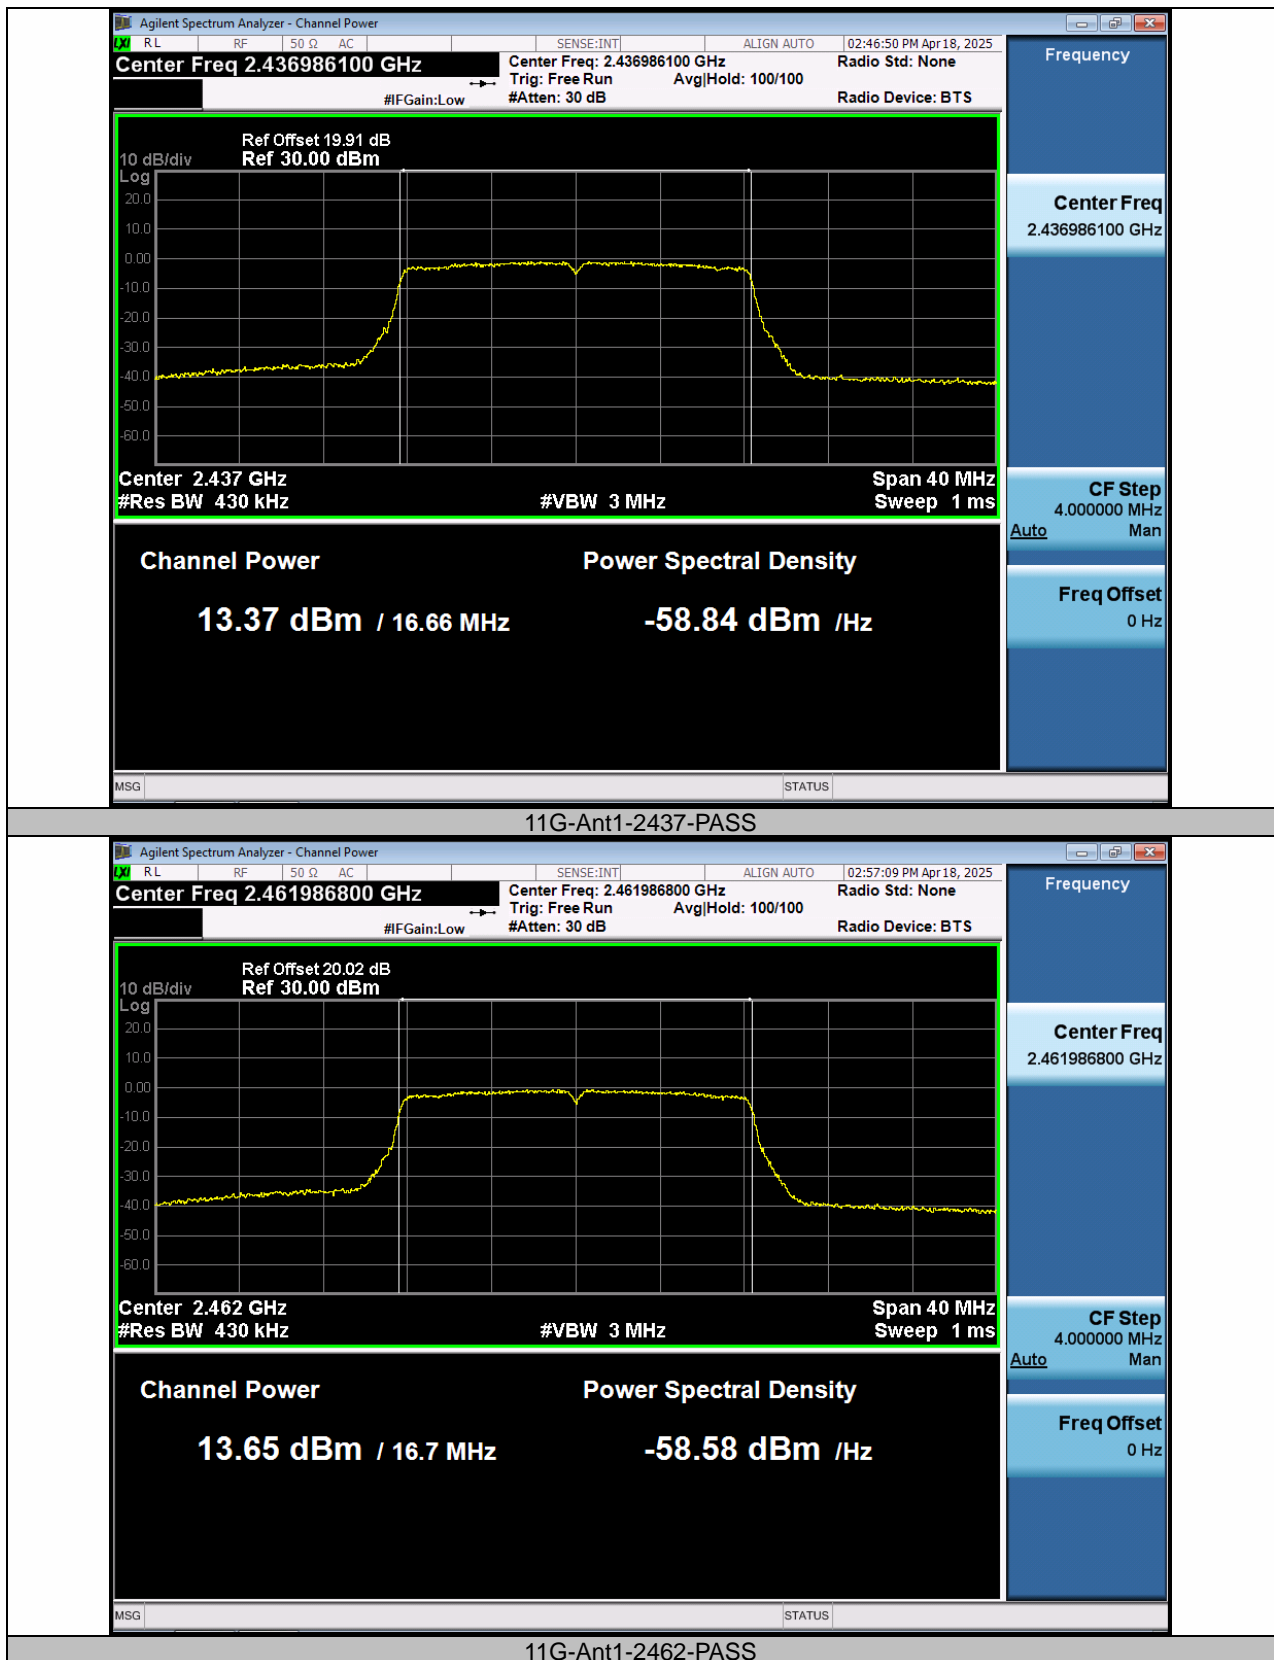 Agilent Spectrum Analyzer - Channel Power
LXI RL RF 50 Ω AC SENSE:INT ALIGN AUTO 02:46:50 PM Apr 18, 2025
Center Freq 2.436986100 GHz
Center Freq: 2.436986100 GHz Radio Std: None
Trig: Free Run Avg|Hold: 100/100
#IFGain:Low #Atten: 30 dB Radio Device: BTS
Ref Offset 19.91 dB
10 dB/div Ref 30.00 dBm
Log
20.0
10.0
0.00
-10.0
-20.0
-30.0
-40.0
-50.0
-60.0
Center 2.437 GHz Span 40 MHz
#Res BW 430 kHz #VBW 3 MHz Sweep 1 ms
Channel Power Power Spectral Density
13.37 dBm / 16.66 MHz -58.84 dBm /Hz
MSG STATUS
Frequency
Center Freq
2.436986100 GHz
CF Step
4.000000 MHz
Auto Man
Freq Offset
0 Hz
11G-Ant1-2437-PASS
Agilent Spectrum Analyzer - Channel Power
LXI RL RF 50 Ω AC SENSE:INT ALIGN AUTO 02:57:09 PM Apr 18, 2025
Center Freq 2.461986800 GHz
Center Freq: 2.461986800 GHz Radio Std: None
Trig: Free Run Avg|Hold: 100/100
#IFGain:Low #Atten: 30 dB Radio Device: BTS
Ref Offset 20.02 dB
10 dB/div Ref 30.00 dBm
Log
20.0
10.0
0.00
-10.0
-20.0
-30.0
-40.0
-50.0
-60.0
Center 2.462 GHz Span 40 MHz
#Res BW 430 kHz #VBW 3 MHz Sweep 1 ms
Channel Power Power Spectral Density
13.65 dBm / 16.7 MHz -58.58 dBm /Hz
MSG STATUS
Frequency
Center Freq
2.461986800 GHz
CF Step
4.000000 MHz
Auto Man
Freq Offset
0 Hz
11G-Ant1-2462-PASS